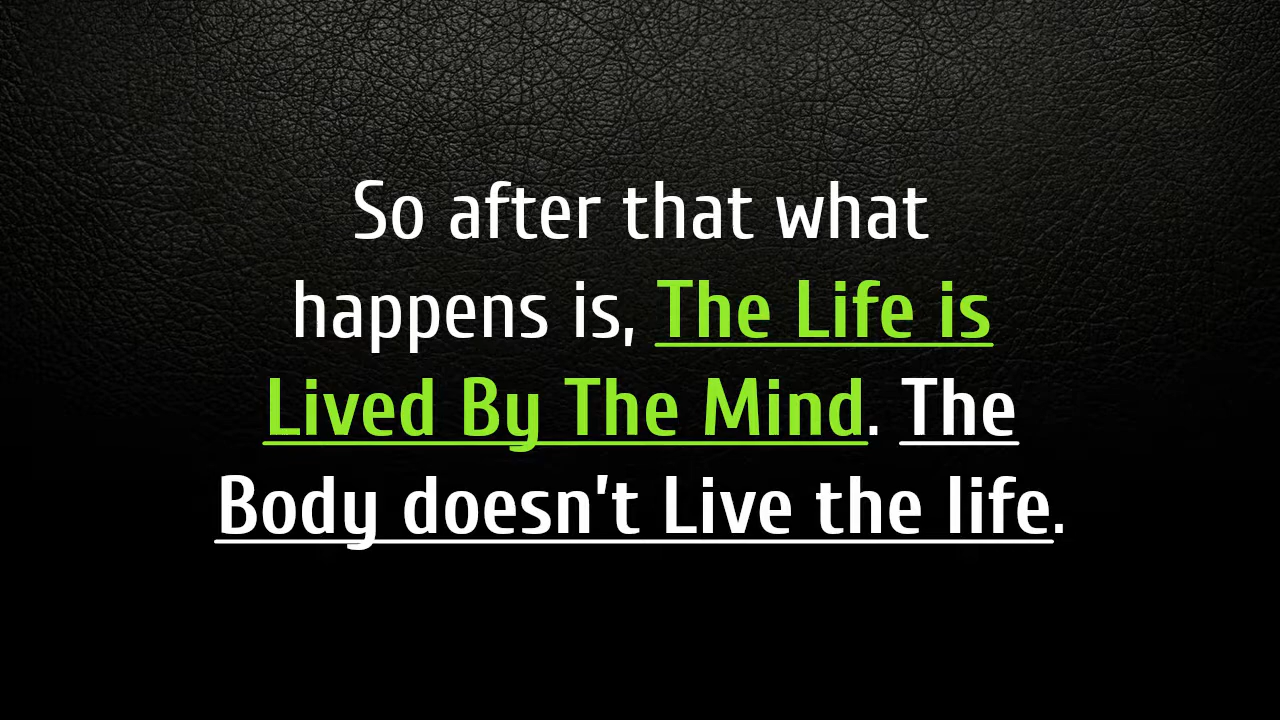 So after that what
happens is, The Life is
Lived By The Mind. The
Body doesn't Live the life.